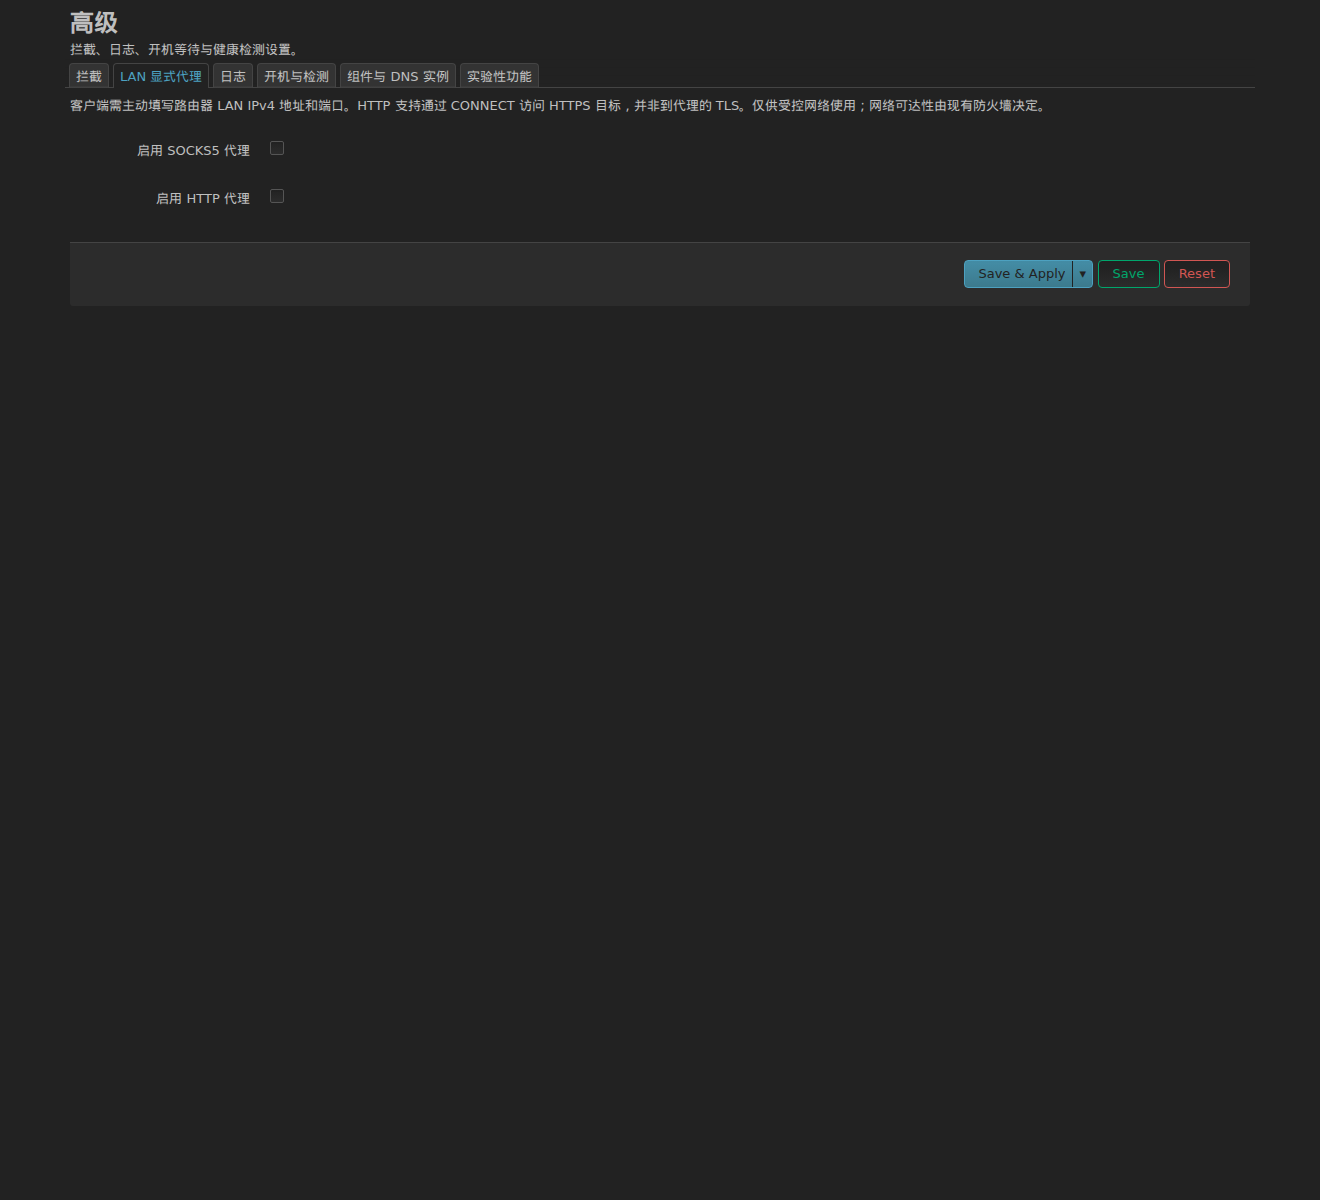 高级
拦截、日志、开机等待与健康检测设置。
拦截
LAN 显式代理
日志
开机与检测
组件与 DNS 实例
实验性功能
客户端需主动填写路由器 LAN IPv4 地址和端口。HTTP 支持通过 CONNECT 访问 HTTPS 目标，并非到代理的 TLS。仅供受控网络使用；网络可达性由现有防火墙决定。
启用 SOCKS5 代理
启用 HTTP 代理
Save & Apply ▾
Save
Reset